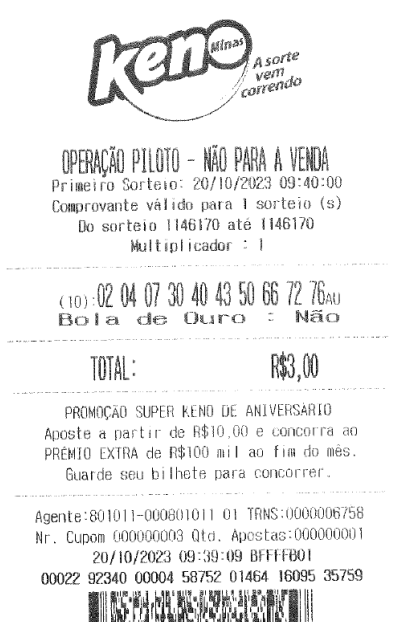 Keno
Minas
A sorte
vem
correndo
OPERAÇÃO PILOTO - NÃO PARA A VENDA
Primeiro Sorteio: 20/10/2023 09:40:00
Comprovante válido para 1 sorteio (s)
Do sorteio 1146170 até 1146170
Multiplicador : 1
(10):02 04 07 30 40 43 50 66 72 76AU
Bola de Ouro : Não
TOTAL: R$3,00
PROMOÇÃO SUPER KENO DE ANIVERSÁRIO
Aposte a partir de R$10,00 e concorra ao
PRÊMIO EXTRA de R$100 mil ao fim do mês.
Guarde seu bilhete para concorrer.
Agente:801011-000801011 01 TRNS:0000006758
Nr. Cupom 000000003 Qtd. Apostas:000000001
20/10/2023 09:39:09 BFFFFB01
00022 92340 00004 58752 01464 16095 35759